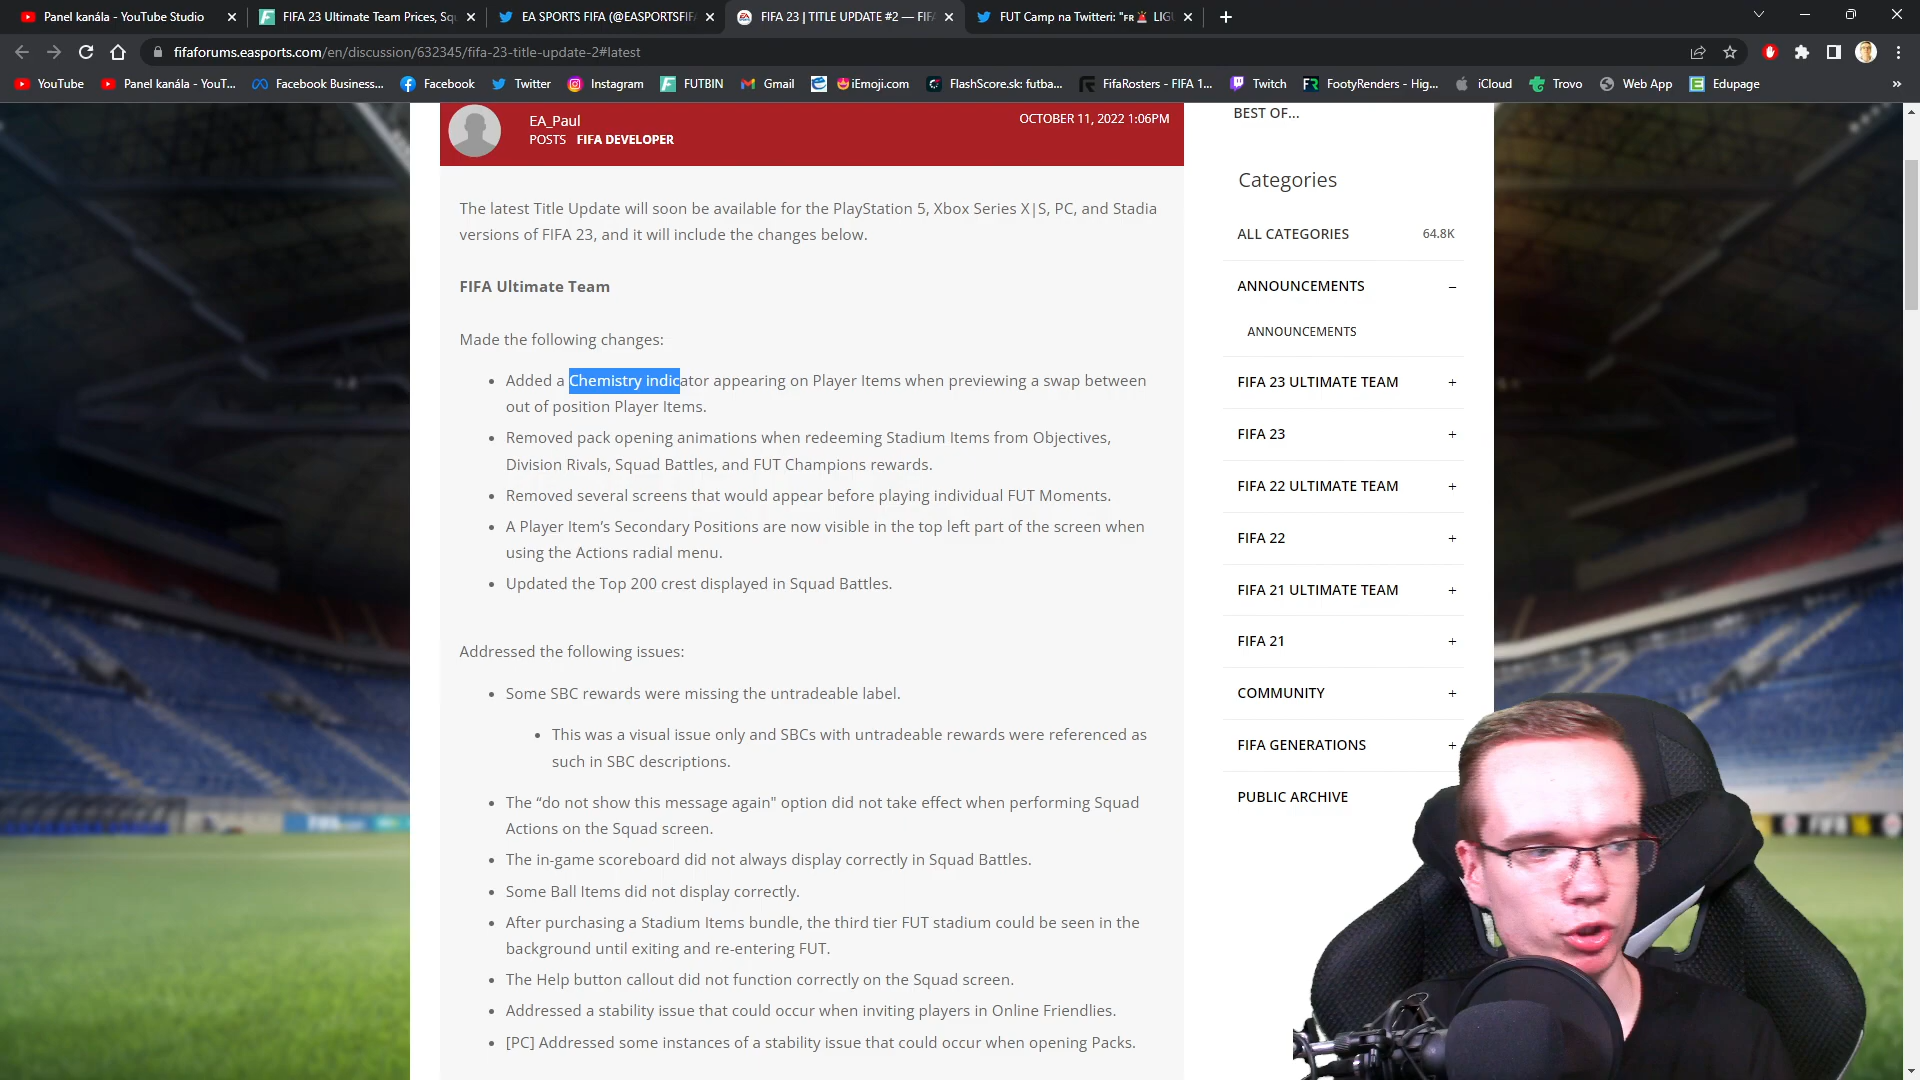 Panel kanála - YouTube Studio
FIFA 23 Ultimate Team Prices, Sq
EA SPORTS FIFA (@EASPORTSFIF
FIFA 23 | TITLE UPDATE #2 — FIF
FUT Camp na Twitteri: "FR LIG
fifaforums.easports.com/en/discussion/632345/fifa-23-title-update-2#latest
YouTube
Panel kanála - YouT...
Facebook Business...
Facebook
Twitter
Instagram
FUTBIN
Gmail
iEmoji.com
FlashScore.sk: futba...
FifaRosters - FIFA 1...
Twitch
FootyRenders - Hig...
iCloud
Trovo
Web App
Edupage
EA_Paul
POSTS FIFA DEVELOPER
OCTOBER 11, 2022 1:06PM
The latest Title Update will soon be available for the PlayStation 5, Xbox Series X|S, PC, and Stadia
versions of FIFA 23, and it will include the changes below.
FIFA Ultimate Team
Made the following changes:
• Added a Chemistry indicator appearing on Player Items when previewing a swap between
out of position Player Items.
• Removed pack opening animations when redeeming Stadium Items from Objectives,
Division Rivals, Squad Battles, and FUT Champions rewards.
• Removed several screens that would appear before playing individual FUT Moments.
• A Player Item’s Secondary Positions are now visible in the top left part of the screen when
using the Actions radial menu.
• Updated the Top 200 crest displayed in Squad Battles.
Addressed the following issues:
• Some SBC rewards were missing the untradeable label.
• This was a visual issue only and SBCs with untradeable rewards were referenced as
such in SBC descriptions.
• The “do not show this message again" option did not take effect when performing Squad
Actions on the Squad screen.
• The in-game scoreboard did not always display correctly in Squad Battles.
• Some Ball Items did not display correctly.
• After purchasing a Stadium Items bundle, the third tier FUT stadium could be seen in the
background until exiting and re-entering FUT.
• The Help button callout did not function correctly on the Squad screen.
• Addressed a stability issue that could occur when inviting players in Online Friendlies.
• [PC] Addressed some instances of a stability issue that could occur when opening Packs.
BEST OF...
Categories
ALL CATEGORIES 64.8K
ANNOUNCEMENTS –
ANNOUNCEMENTS
FIFA 23 ULTIMATE TEAM +
FIFA 23 +
FIFA 22 ULTIMATE TEAM +
FIFA 22 +
FIFA 21 ULTIMATE TEAM +
FIFA 21 +
COMMUNITY +
FIFA GENERATIONS +
PUBLIC ARCHIVE